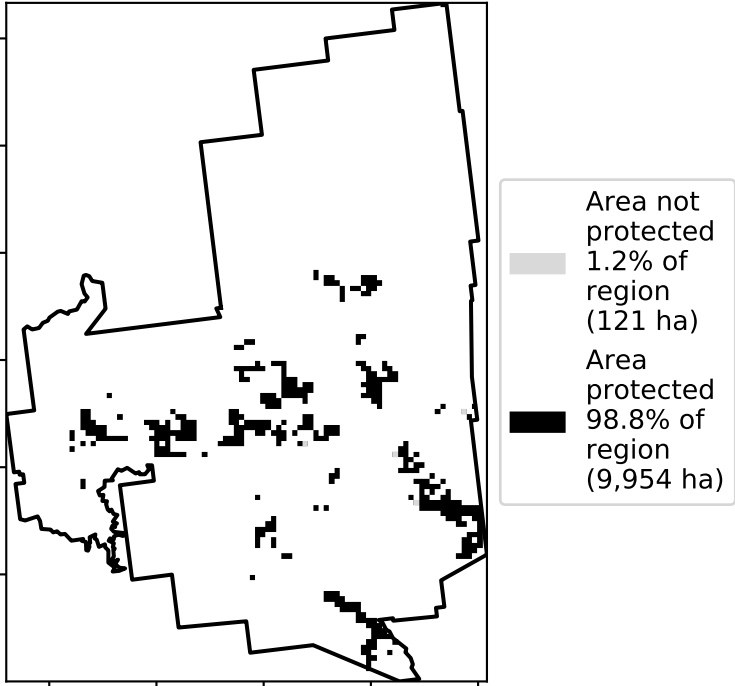 Area not
protected
1.2% of
region
(121 ha)
Area
protected
98.8% of
region
(9,954 ha)